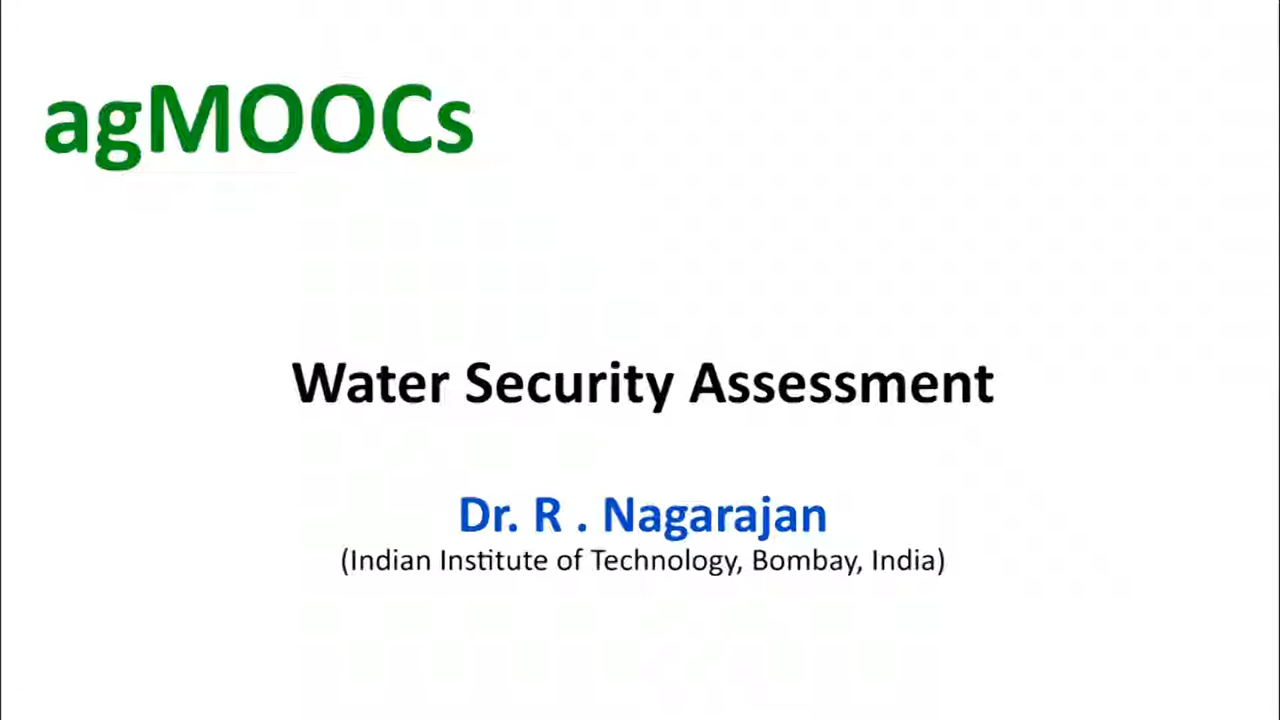 agMOOCs
Water Security Assessment
Dr. R . Nagarajan
(Indian Institute of Technology, Bombay, India)